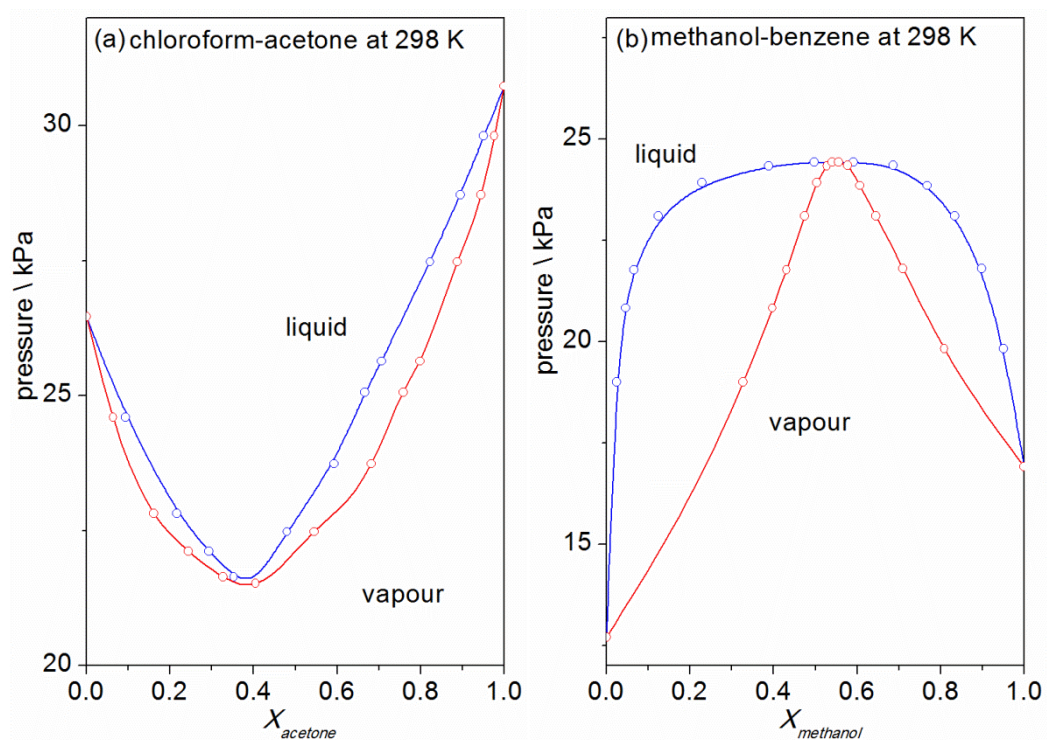 (a) chloroform-acetone at 298 K
30
25
20
pressure \ kPa
liquid
vapour
0.0 0.2 0.4 0.6 0.8 1.0
X acetone
(b) methanol-benzene at 298 K
25
20
15
pressure \ kPa
liquid
vapour
0.0 0.2 0.4 0.6 0.8 1.0
X methanol